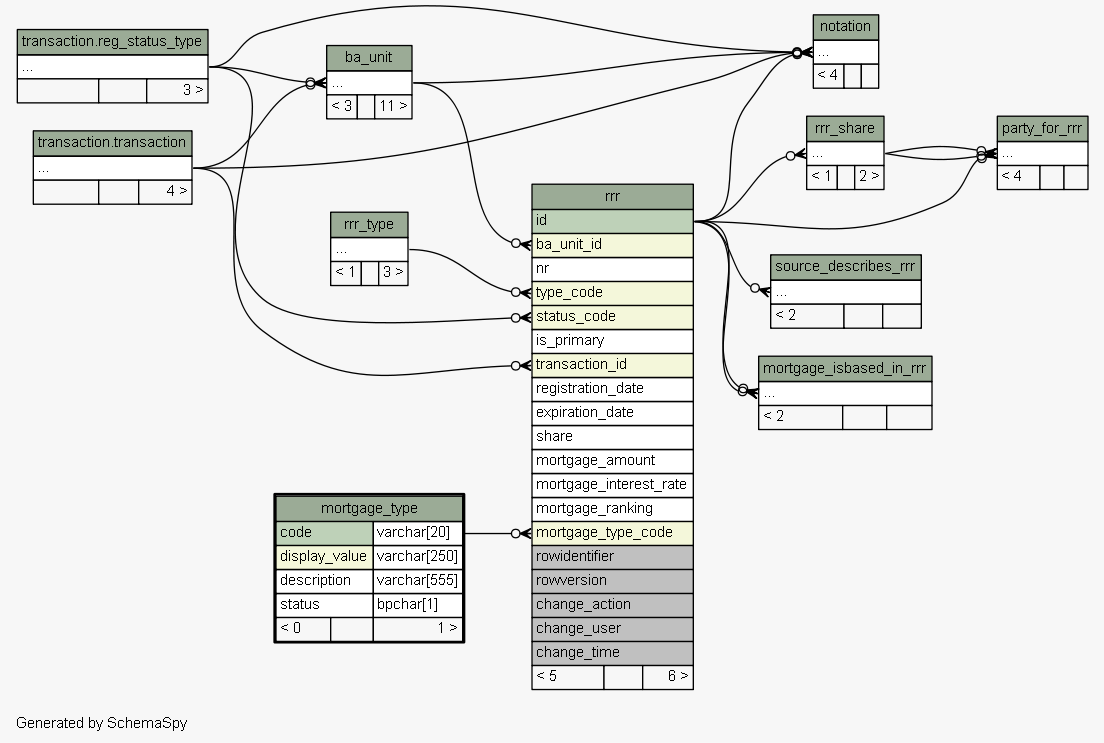 transaction.reg_status_type
...
3 >
ba_unit
...
< 3 11 >
notation
...
< 4
transaction.transaction
...
4 >
rrr_share
...
< 1 2 >
party_for_rrr
...
< 4
rrr_type
...
< 1 3 >
rrr
id
ba_unit_id
nr
type_code
status_code
is_primary
transaction_id
registration_date
expiration_date
share
mortgage_amount
mortgage_interest_rate
mortgage_ranking
mortgage_type_code
rowidentifier
rowversion
change_action
change_user
change_time
< 5 6 >
source_describes_rrr
...
< 2
mortgage_isbased_in_rrr
...
< 2
mortgage_type
code varchar[20]
display_value varchar[250]
description varchar[555]
status bpchar[1]
< 0 1 >
Generated by SchemaSpy